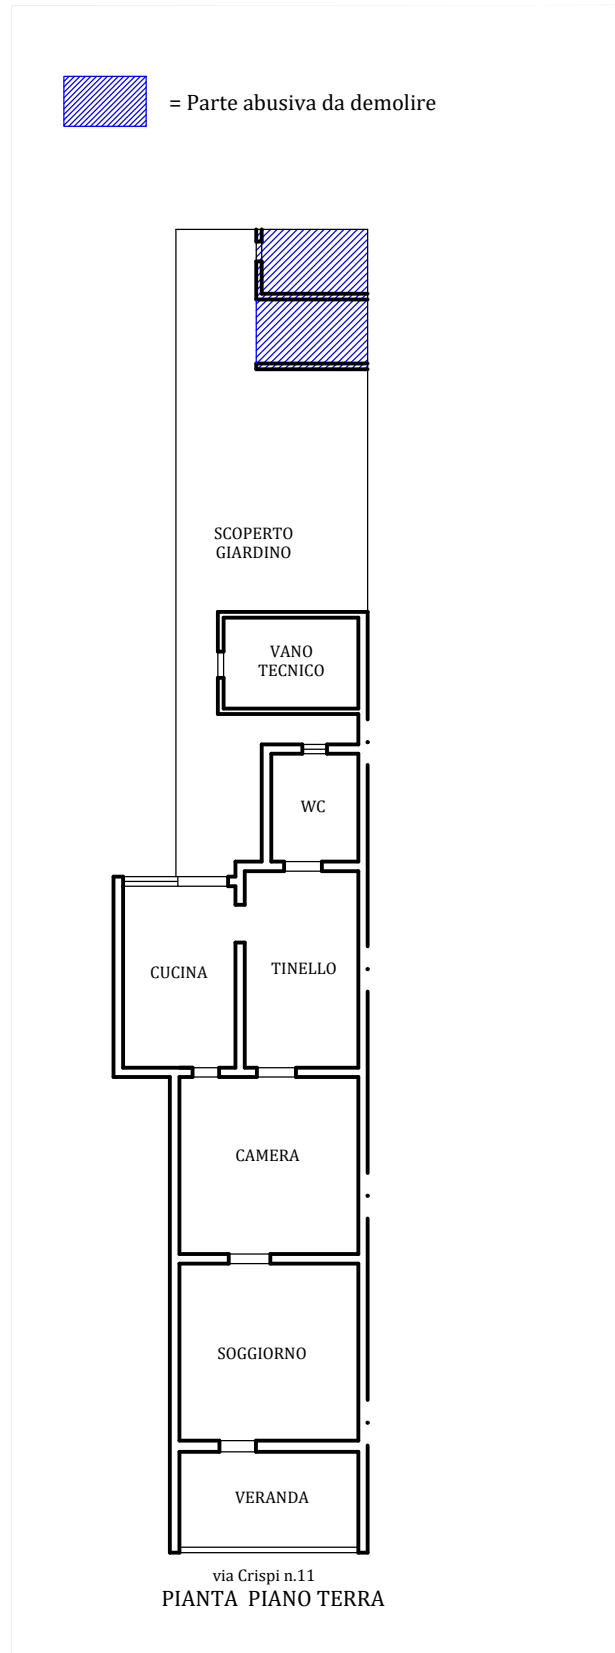 = Parte abusiva da demolire
SCOPERTO
GIARDINO
VANO
TECNICO
WC
CUCINA
TINELLO
CAMERA
SOGGIORNO
VERANDA
via Crispi n.11
PIANTA PIANO TERRA